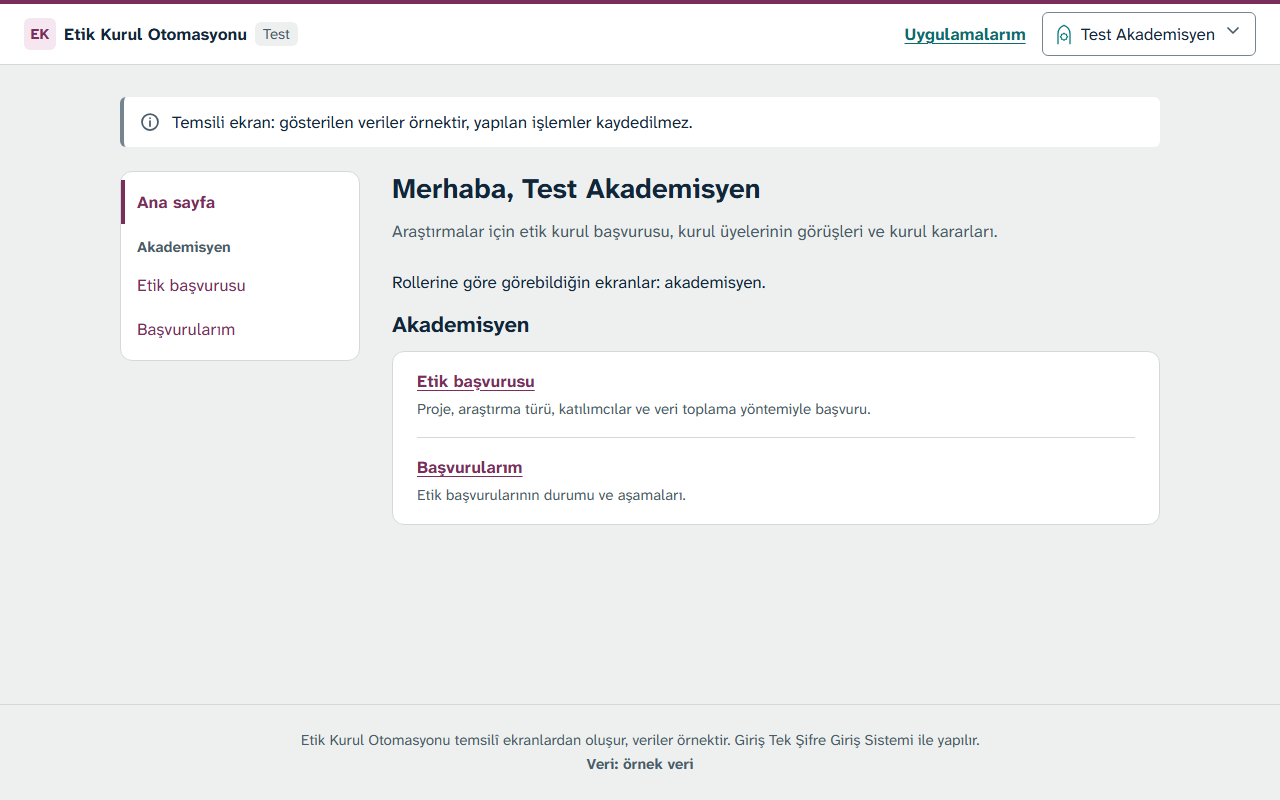 EK Etik Kurul Otomasyonu Test
Uygulamalarım Test Akademisyen
Temsili ekran: gösterilen veriler örnektir, yapılan işlemler kaydedilmez.
Ana sayfa
Akademisyen
Etik başvurusu
Başvurularım
Merhaba, Test Akademisyen
Araştırmalar için etik kurul başvurusu, kurul üyelerinin görüşleri ve kurul kararları.
Rollerine göre görebildiğin ekranlar: akademisyen.
Akademisyen
Etik başvurusu
Proje, araştırma türü, katılımcılar ve veri toplama yöntemiyle başvuru.
Başvurularım
Etik başvurularının durumu ve aşamaları.
Etik Kurul Otomasyonu temsilî ekranlardan oluşur, veriler örnektir. Giriş Tek Şifre Giriş Sistemi ile yapılır.
Veri: örnek veri